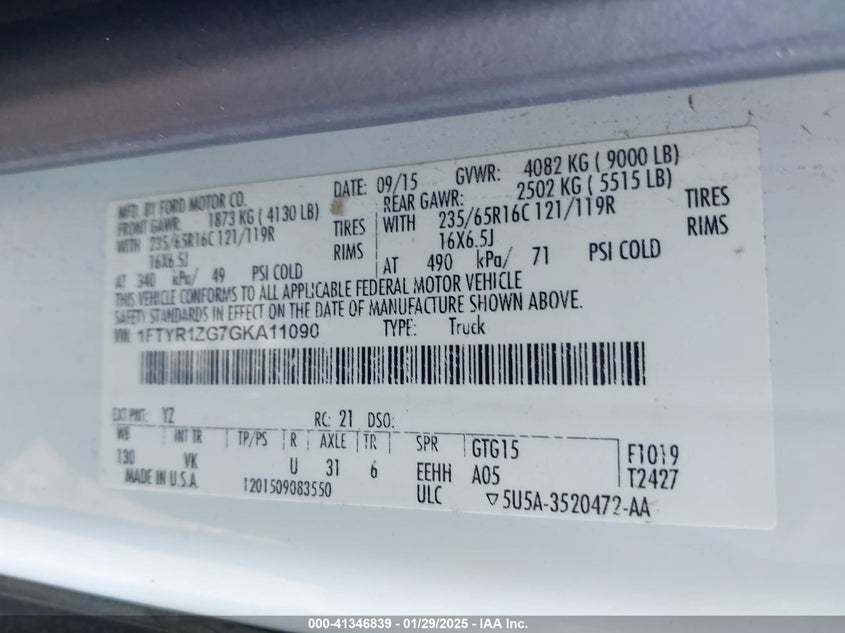 MFD. BY FORD MOTOR CO.
DATE: 09/15 GVWR: 4082 KG ( 9000 LB)
FRONT GAWR: 1873 KG ( 4130 LB)
WITH 235/65R16C 121/119R TIRES
16X6.5J RIMS
AT 340 kPa/ 49 PSI COLD
REAR GAWR: 2502 KG ( 5515 LB)
WITH 235/65R16C 121/119R TIRES
16X6.5J RIMS
AT 490 kPa/ 71 PSI COLD
THIS VEHICLE CONFORMS TO ALL APPLICABLE FEDERAL MOTOR VEHICLE
SAFETY STANDARDS IN EFFECT ON THE DATE OF MANUFACTURE SHOWN ABOVE.
VIN: 1FTYR1ZG7GKA11090 TYPE: Truck
EXT PNT: YZ RC: 21 DSO:
WB INT TR TP/PS R AXLE TR SPR GTG15 F1019
130 VK U 31 6 EEHH A05 T2427
MADE IN U.S.A. 1201509083550 ULC ▽5U5A-3520472-AA
000-41346839 — 01/29/2025 — IAA Inc.